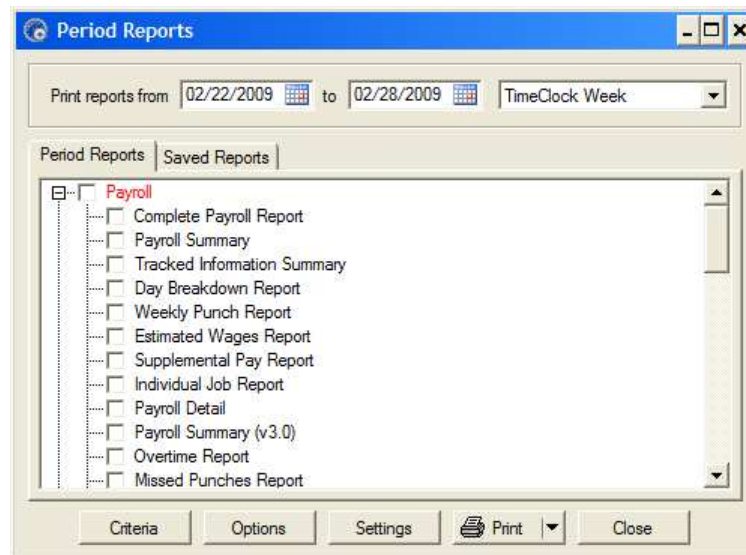 Period Reports
Print reports from 02/22/2009 to 02/28/2009 TimeClock Week
Period Reports Saved Reports
Payroll
Complete Payroll Report
Payroll Summary
Tracked Information Summary
Day Breakdown Report
Weekly Punch Report
Estimated Wages Report
Supplemental Pay Report
Individual Job Report
Payroll Detail
Payroll Summary (v3.0)
Overtime Report
Missed Punches Report
Criteria Options Settings Print Close